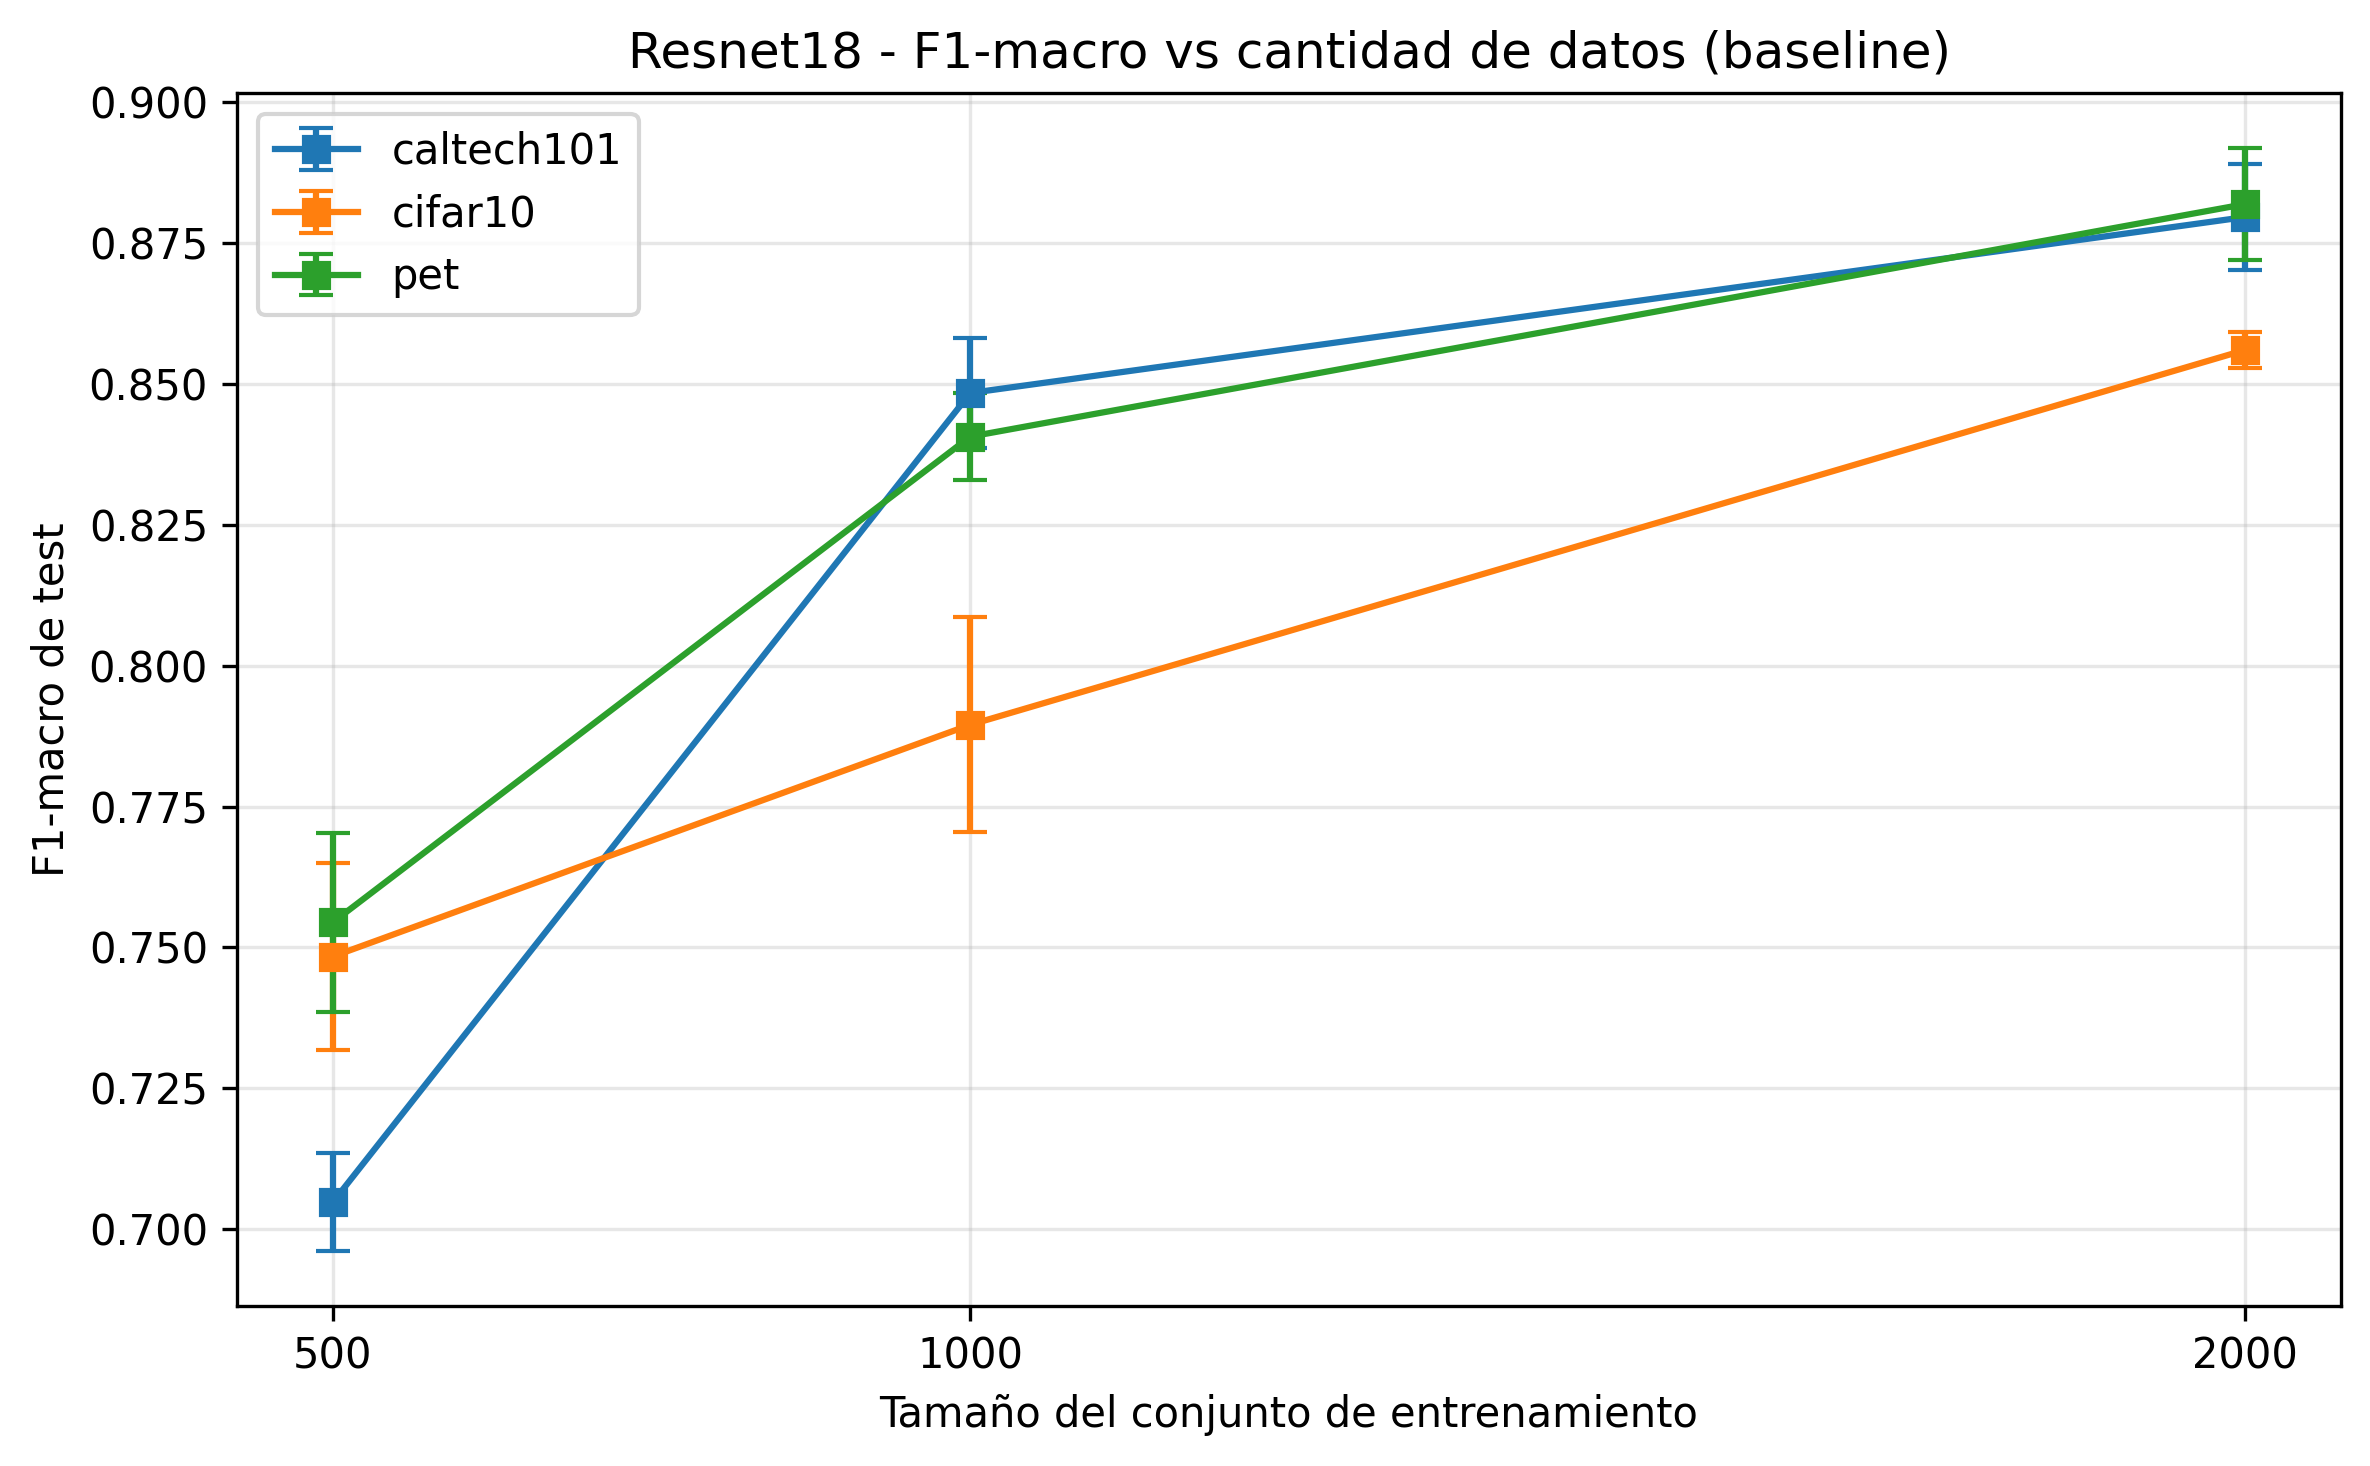 Resnet18 - F1-macro vs cantidad de datos (baseline)
caltech101
cifar10
pet
F1-macro de test
0.900
0.875
0.850
0.825
0.800
0.775
0.750
0.725
0.700
500
1000
2000
Tamaño del conjunto de entrenamiento